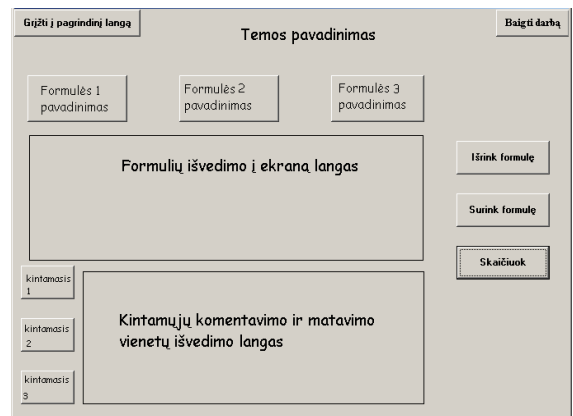 Grįžti į pagrindinį langą
Temos pavadinimas
Baigti darbą
Formulės 1
pavadinimas
Formulės 2
pavadinimas
Formulės 3
pavadinimas
Formulių išvedimo į ekraną langas
Išrink formulę
Surink formulę
Skaičiuok
kintamasis
1
kintamasis
2
kintamasis
3
Kintamųjų komentavimo ir matavimo
vienetų išvedimo langas